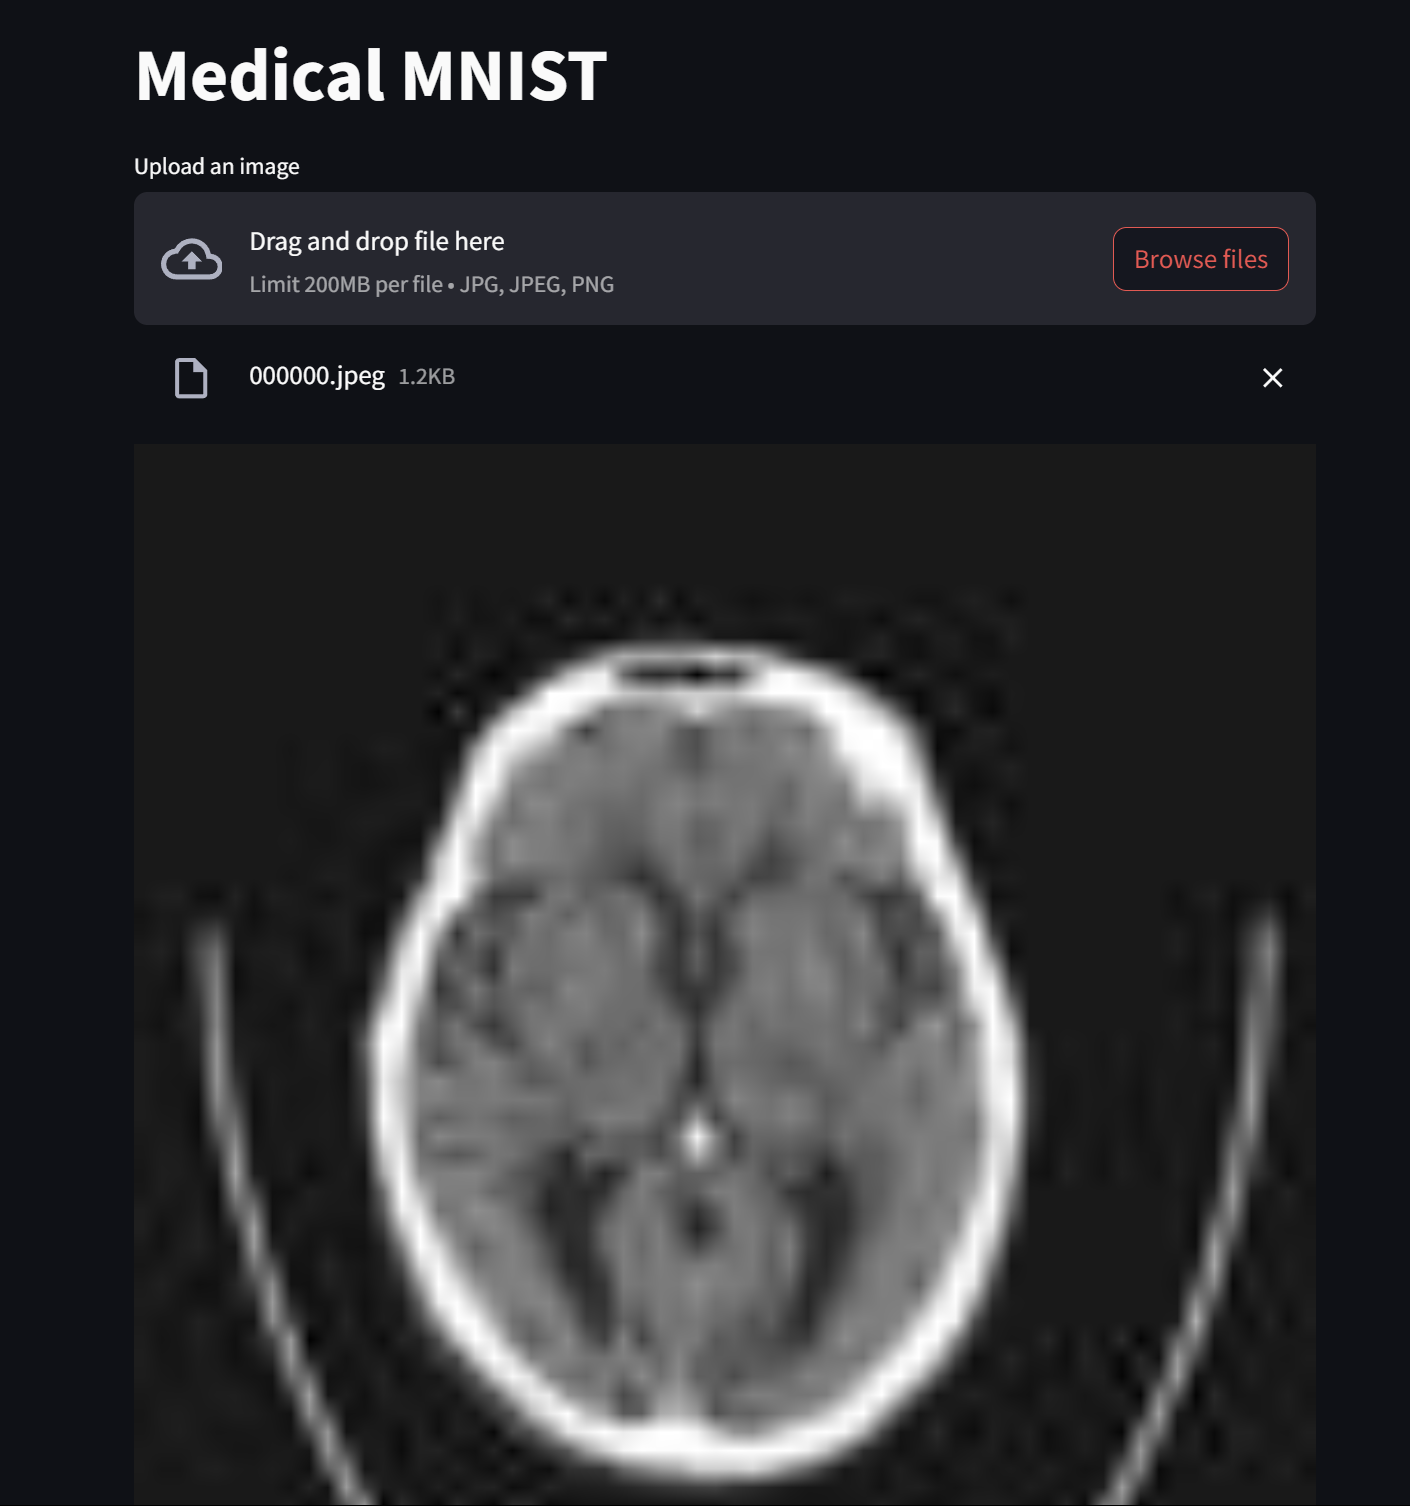 Medical MNIST
Upload an image
Drag and drop file here
Limit 200MB per file • JPG, JPEG, PNG
Browse files
000000.jpeg 1.2KB